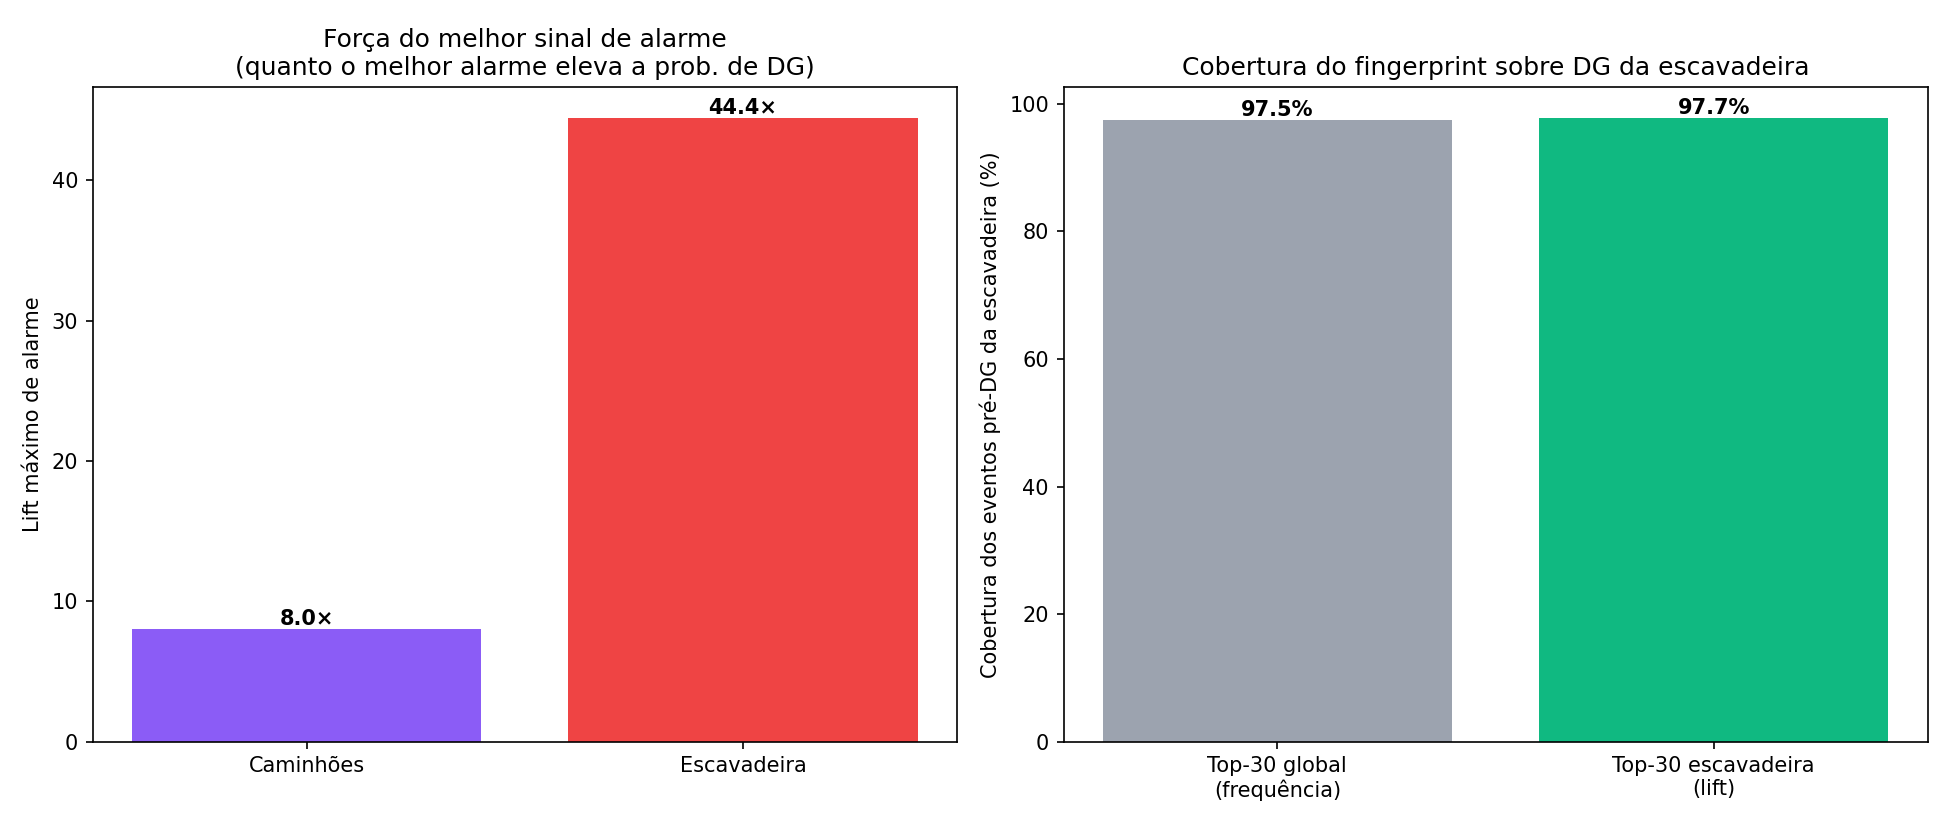 Força do melhor sinal de alarme
(quanto o melhor alarme eleva a prob. de DG)
Lift máximo de alarme
40
30
20
10
0
8.0×
44.4×
Caminhões
Escavadeira
Cobertura do fingerprint sobre DG da escavadeira
Cobertura dos eventos pré-DG da escavadeira (%)
100
80
60
40
20
0
97.5%
97.7%
Top-30 global
(frequência)
Top-30 escavadeira
(lift)